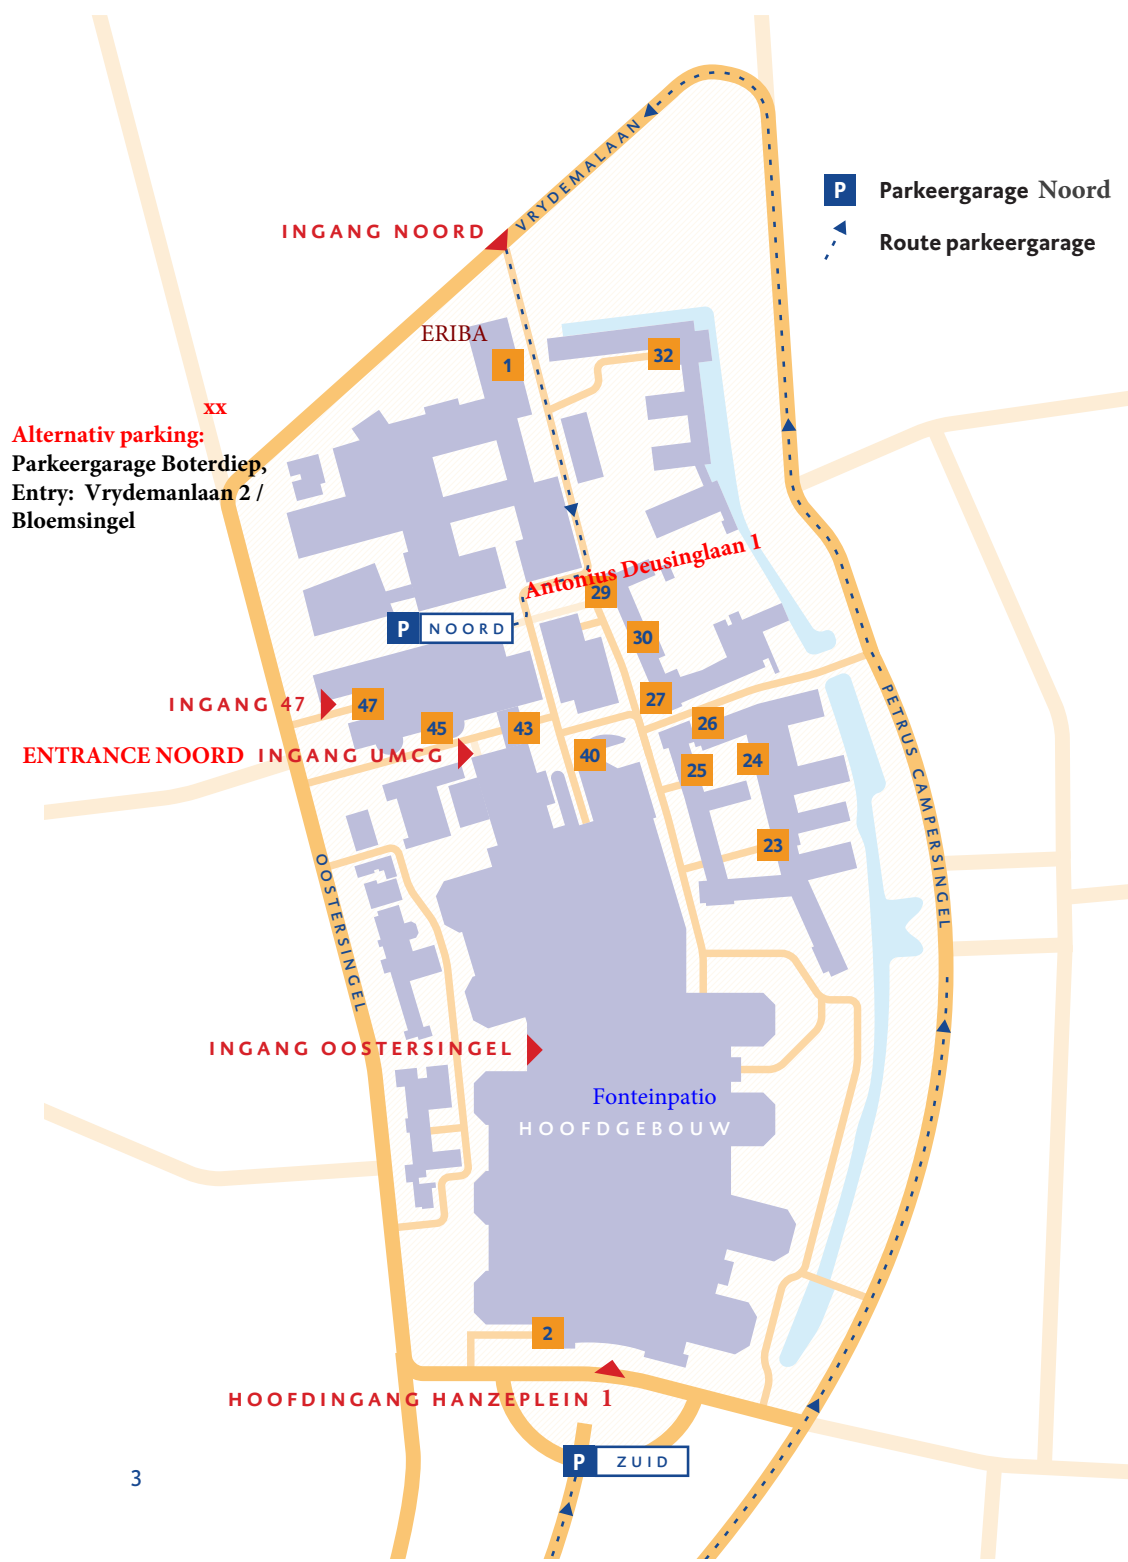 VRYDEMALAAN
P Parkeergarage Noord
Route parkeergarage
INGANG NOORD
ERIBA
1
32
xx
Alternativ parking:
Parkeergarage Boterdiep,
Entry: Vrydemanlaan 2 /
Bloemsingel
Antonius Deusinglaan 1
29
P NOORD
30
INGANG 47
47
27
45
43
26
ENTRANCE NOORD INGANG UMCG
40
25
24
23
PETRUS CAMPERSINGEL
OOSTERSINGEL
INGANG OOSTERSINGEL
Fonteinpatio
HOOFDGEBOUW
2
HOOFDINGANG HANZEPLEIN 1
P ZUID
3